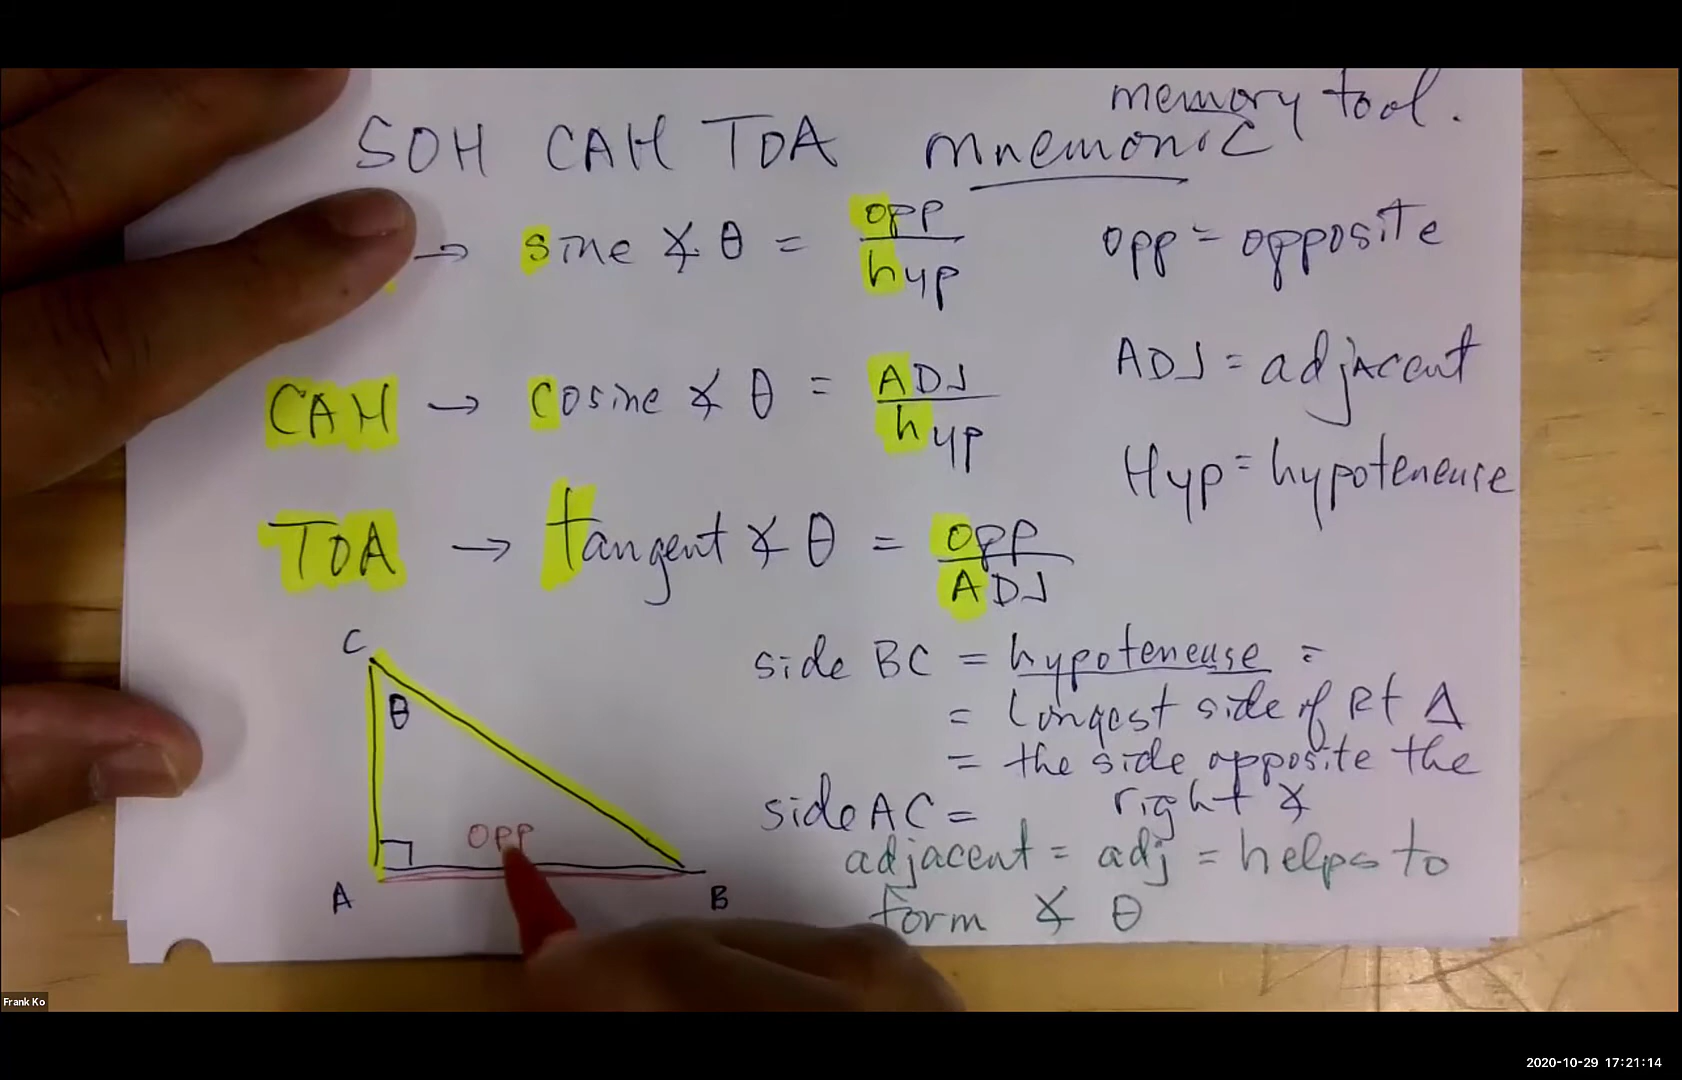 memory tool.
SOH CAH TOA mnemonic
→ sine ∡ θ = opp/hyp
opp = opposite
CAH → cosine ∡ θ = ADJ/hyp
ADJ = adjacent
Hyp = hypoteneuse
TOA → tangent ∡ θ = opp/ADJ
C
θ
opp
A
B
side BC = hypoteneuse =
= longest side of Rt Δ
= the side opposite the
right ∡
side AC =
adjacent = adj = helps to
form ∡ θ
Frank Ko
2020-10-29 17:21:14